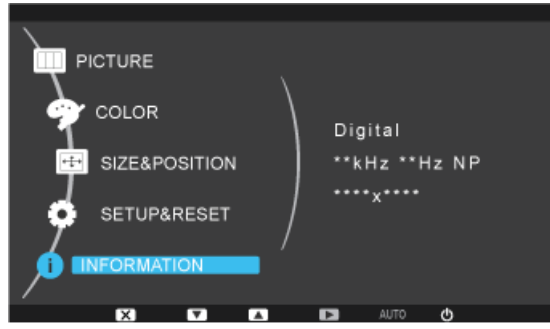 PICTURE
COLOR
SIZE&POSITION
SETUP&RESET
INFORMATION
Digital
**kHz **Hz NP
****x****
AUTO